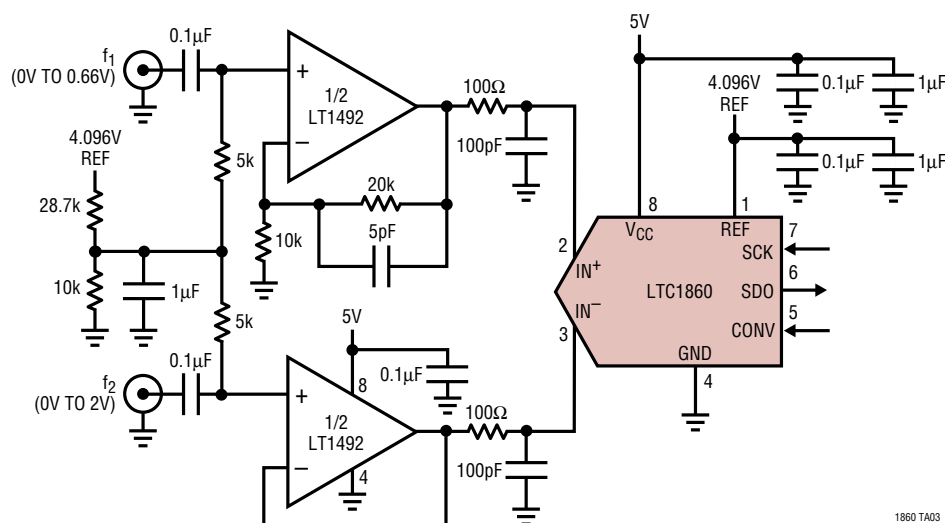 f1
(0V TO 0.66V)
0.1µF
4.096V
REF
28.7k
10k
1µF
5k
5k
+
1/2
LT1492
−
10k
20k
5pF
100Ω
100pF
f2
(0V TO 2V)
0.1µF
5V
8
0.1µF
+
1/2
LT1492
−
4
100Ω
100pF
5V
0.1µF
1µF
4.096V
REF
0.1µF
1µF
8
1
VCC
REF
2
IN+
IN−
3
LTC1860
7
SCK
6
SDO
5
CONV
GND
4
1860 TA03